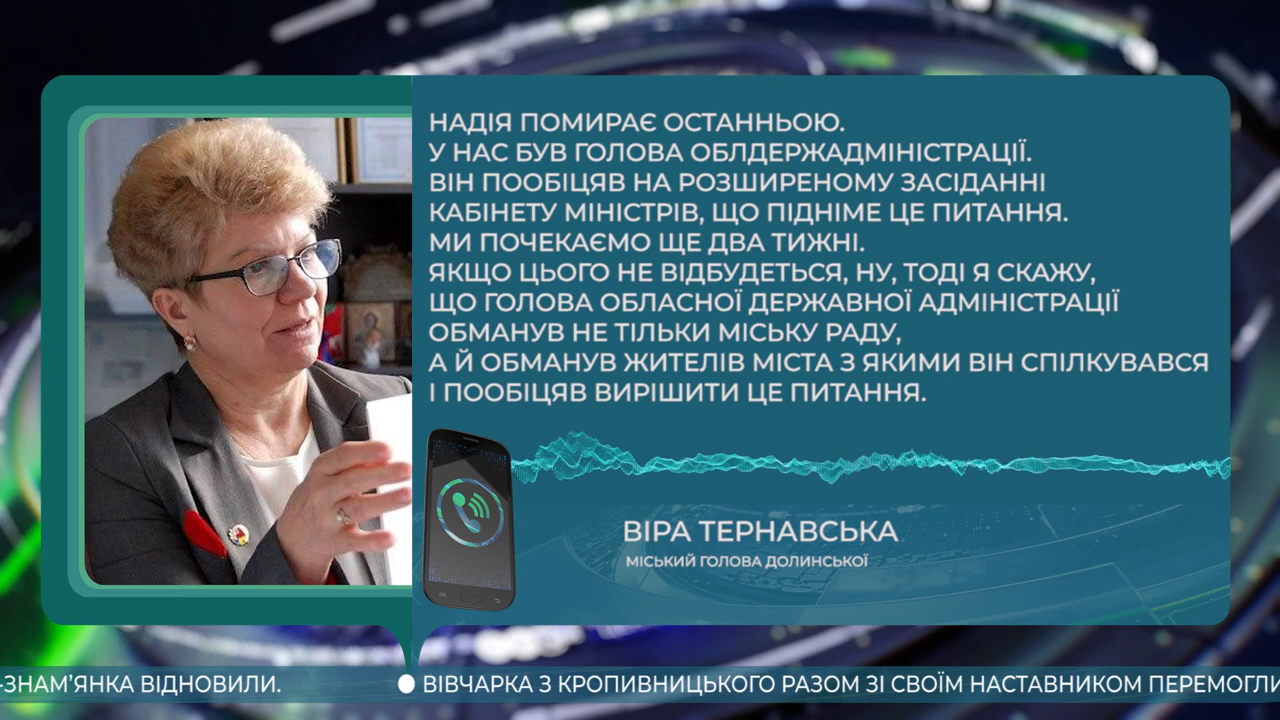 НАДІЯ ПОМИРАЄ ОСТАННЬОЮ.
У НАС БУВ ГОЛОВА ОБЛДЕРЖАДМІНІСТРАЦІЇ.
ВІН ПООБІЦЯВ НА РОЗШИРЕНОМУ ЗАСІДАННІ
КАБІНЕТУ МІНІСТРІВ, ЩО ПІДНІМЕ ЦЕ ПИТАННЯ.
МИ ПОЧЕКАЄМО ЩЕ ДВА ТИЖНІ.
ЯКЩО ЦЬОГО НЕ ВІДБУДЕТЬСЯ, НУ, ТОДІ Я СКАЖУ,
ЩО ГОЛОВА ОБЛАСНОЇ ДЕРЖАВНОЇ АДМІНІСТРАЦІЇ
ОБМАНУВ НЕ ТІЛЬКИ МІСЬКУ РАДУ,
А Й ОБМАНУВ ЖИТЕЛІВ МІСТА З ЯКИМИ ВІН СПІЛКУВАВСЯ
І ПООБІЦЯВ ВИРІШИТИ ЦЕ ПИТАННЯ.
ВІРА ТЕРНАВСЬКА
МІСЬКИЙ ГОЛОВА ДОЛИНСЬКОЇ
-ЗНАМ'ЯНКА ВІДНОВИЛИ.
ВІВЧАРКА З КРОПИВНИЦЬКОГО РАЗОМ ЗІ СВОЇМ НАСТАВНИКОМ ПЕРЕМОГЛИ